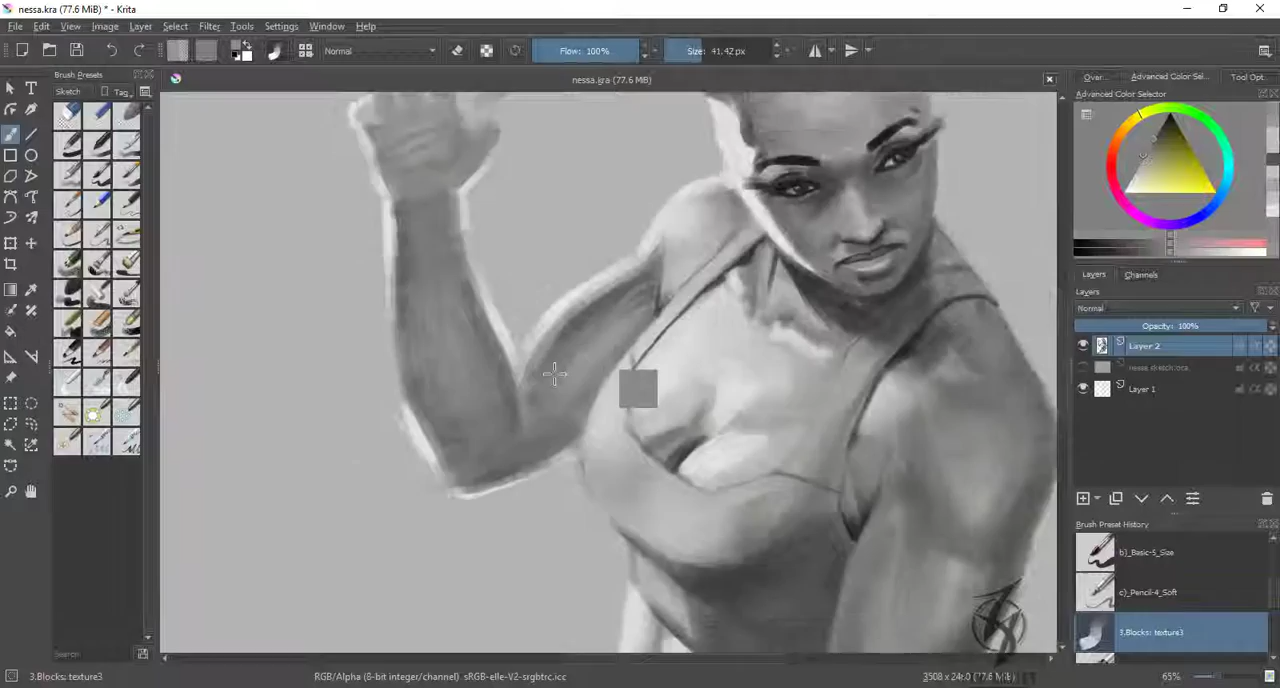 nessa.kra (77.6 MiB) * - Krita
File Edit View Image Layer Select Filter Tools Settings Window Help
Normal
Flow: 100%
Size: 41.42 px
Brush Presets
nessa.kra (77.6 MiB)
Over...
Advanced Color Sel...
Tool Opt...
Sketch
Tag
Advanced Color Selector
Layers
Channels
Layers
Normal
Opacity: 100%
Layer 2
Layer 1
Brush Preset History
b)_Basic-5_Size
c)_Pencil-4_Soft
3.Blocks: texture3
Search
3.Blocks: texture3
RGB/Alpha (8-bit integer/channel) sRGB-elle-V2-srgbtrc.icc
(77.6 MiB)
65%